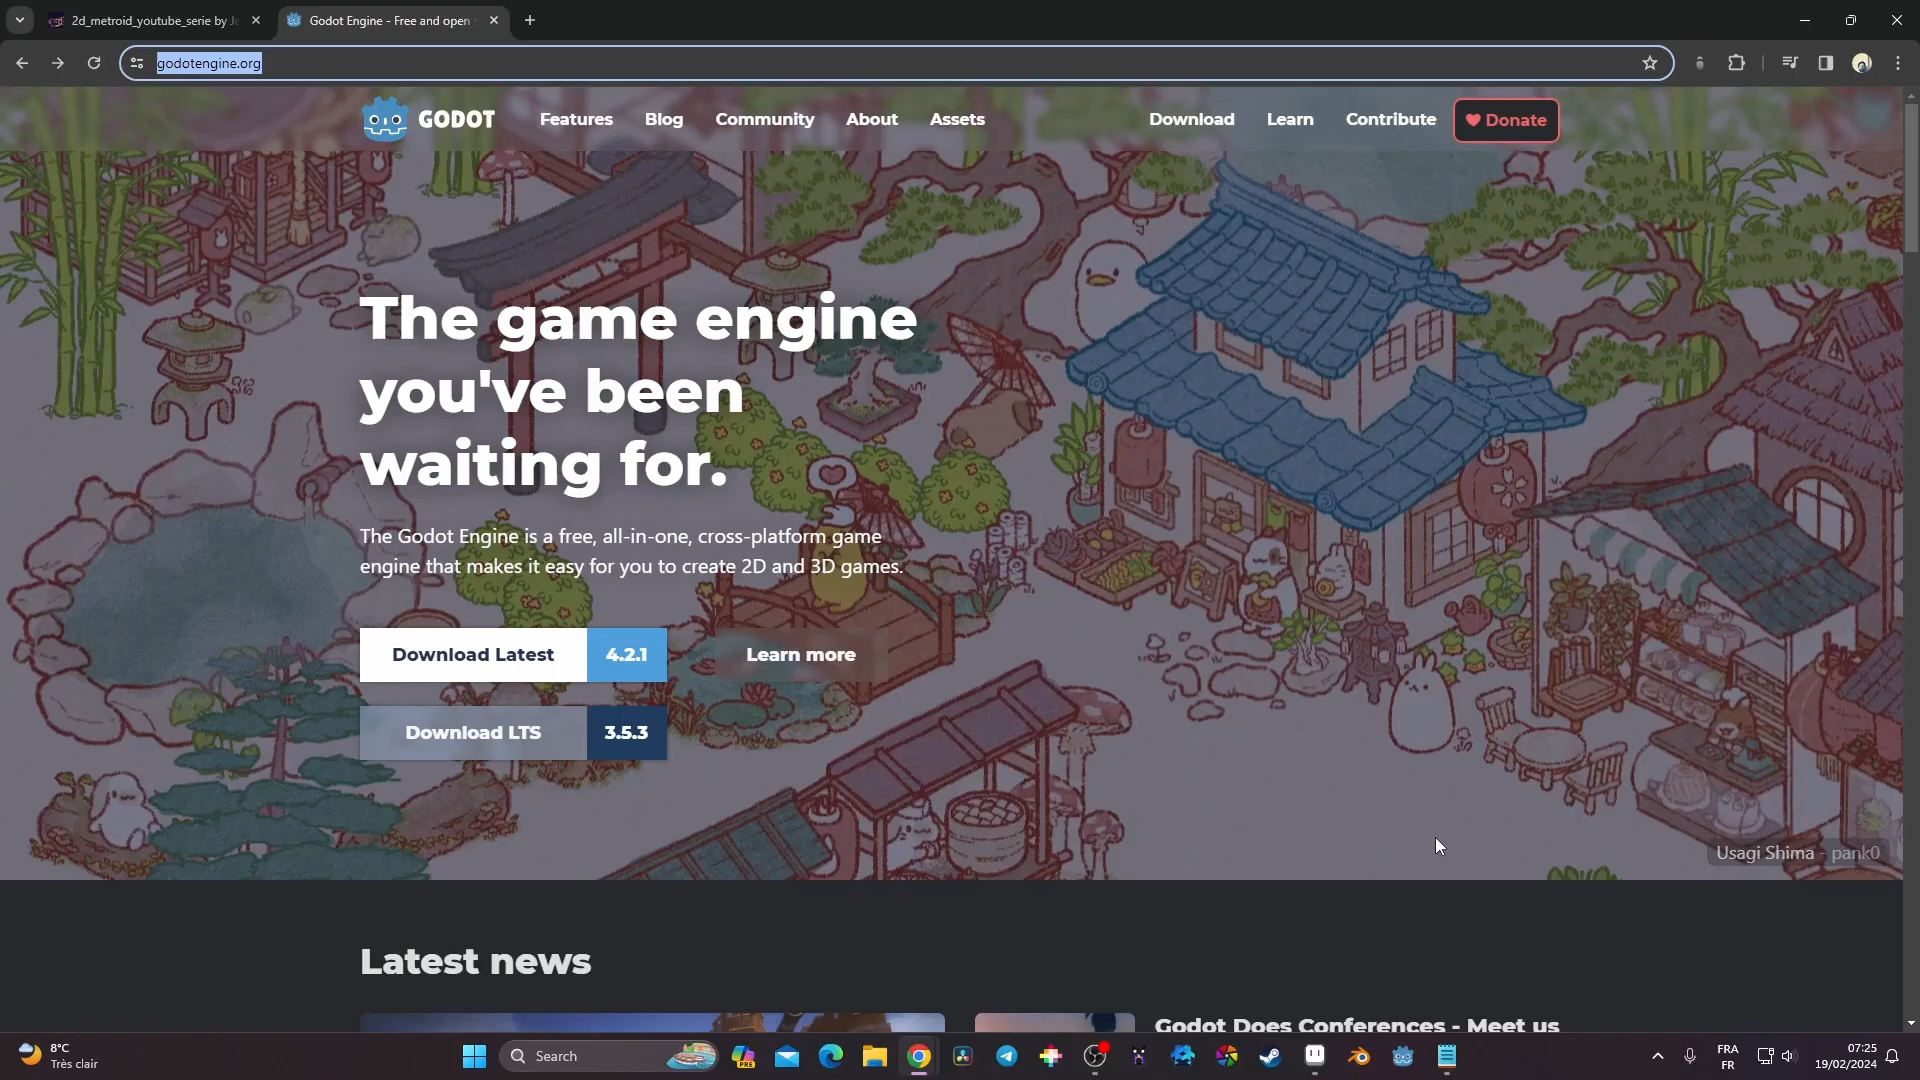 2d_metroid_youtube_serie by Je
Godot Engine - Free and open s
godotengine.org
GODOT
Features
Blog
Community
About
Assets
Download
Learn
Contribute
Donate
The game engine
you've been
waiting for.
The Godot Engine is a free, all-in-one, cross-platform game
engine that makes it easy for you to create 2D and 3D games.
Download Latest
4.2.1
Learn more
Download LTS
3.5.3
Usagi Shima - pank0
Latest news
Godot Does Conferences - Meet us
8°C
Très clair
Search
PRE
FRA
FR
07:25
19/02/2024